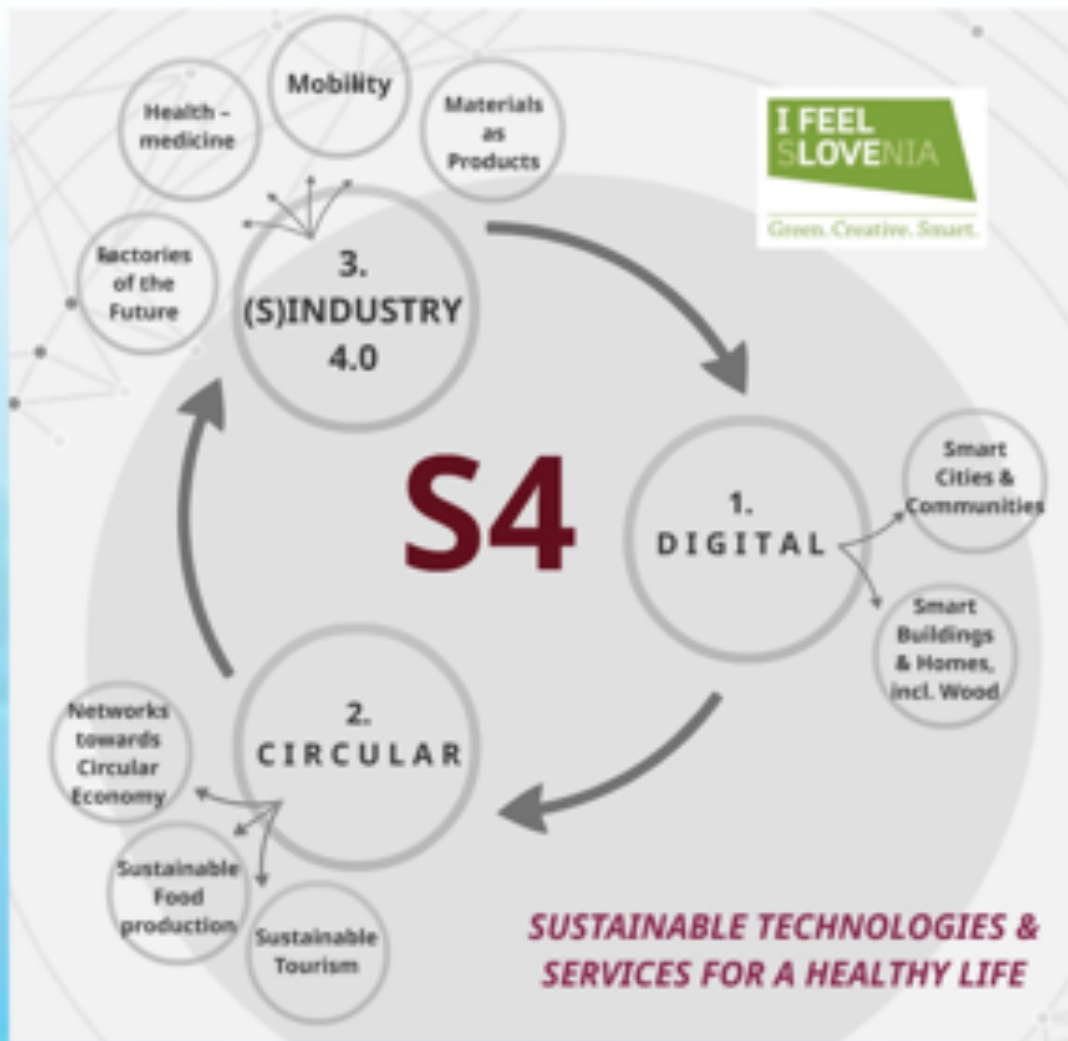 Mobility
Health –
medicine
Materials
as
Products
I FEEL
SLOVENIA
Green. Creative. Smart.
Factories
of the
Future
3.
(S)INDUSTRY
4.0
S4
1.
DIGITAL
Smart
Cities &
Communities
Smart
Buildings
& Homes,
incl. Wood
2.
CIRCULAR
Networks
towards
Circular
Economy
Sustainable
Food
production
Sustainable
Tourism
SUSTAINABLE TECHNOLOGIES &
SERVICES FOR A HEALTHY LIFE